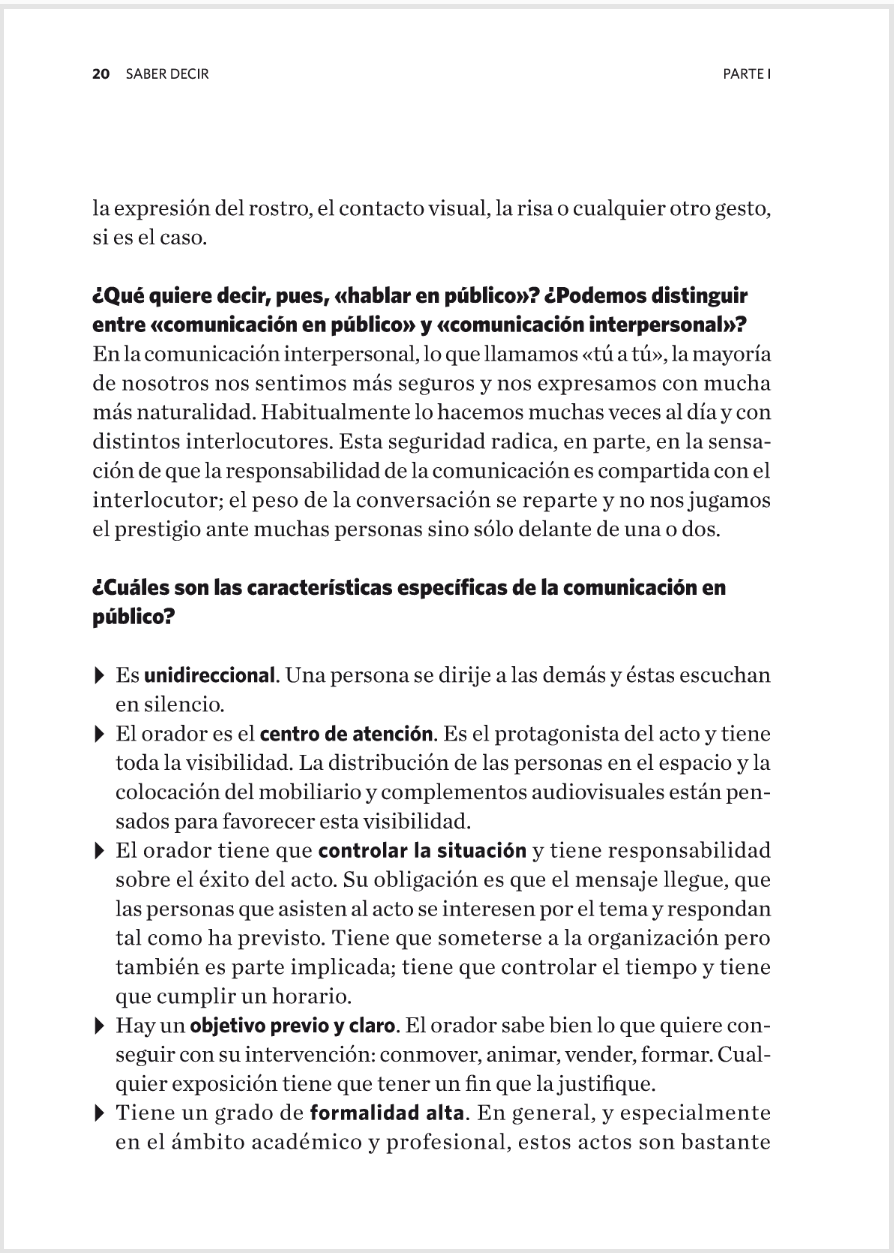 20 SABER DECIR PARTE I
la expresión del rostro, el contacto visual, la risa o cualquier otro gesto,
si es el caso.
¿Qué quiere decir, pues, «hablar en público»? ¿Podemos distinguir
entre «comunicación en público» y «comunicación interpersonal»?
En la comunicación interpersonal, lo que llamamos «tú a tú», la mayoría
de nosotros nos sentimos más seguros y nos expresamos con mucha
más naturalidad. Habitualmente lo hacemos muchas veces al día y con
distintos interlocutores. Esta seguridad radica, en parte, en la sensa-
ción de que la responsabilidad de la comunicación es compartida con el
interlocutor; el peso de la conversación se reparte y no nos jugamos
el prestigio ante muchas personas sino sólo delante de una o dos.
¿Cuáles son las características específicas de la comunicación en
público?
Es unidireccional. Una persona se dirije a las demás y éstas escuchan
en silencio.
El orador es el centro de atención. Es el protagonista del acto y tiene
toda la visibilidad. La distribución de las personas en el espacio y la
colocación del mobiliario y complementos audiovisuales están pen-
sados para favorecer esta visibilidad.
El orador tiene que controlar la situación y tiene responsabilidad
sobre el éxito del acto. Su obligación es que el mensaje llegue, que
las personas que asisten al acto se interesen por el tema y respondan
tal como ha previsto. Tiene que someterse a la organización pero
también es parte implicada; tiene que controlar el tiempo y tiene
que cumplir un horario.
Hay un objetivo previo y claro. El orador sabe bien lo que quiere con-
seguir con su intervención: conmover, animar, vender, formar. Cual-
quier exposición tiene que tener un fin que la justifique.
Tiene un grado de formalidad alta. En general, y especialmente
en el ámbito académico y profesional, estos actos son bastante